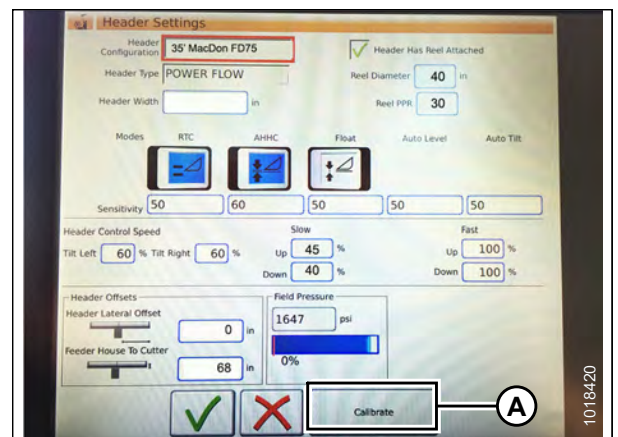 Header Settings
Header Configuration 35' MacDon FD75
Header Has Reel Attached
Header Type POWER FLOW
Reel Diameter 40 in
Header Width in
Reel PPR 30
Modes RTC AHHC Float Auto Level Auto Tilt
Sensitivity 50 60 50 50 50
Header Control Speed Slow Fast
Tilt Left 60 % Tilt Right 60 % Up 45 % Up 100 %
Down 40 % Down 100 %
Header Offsets Field Pressure
Header Lateral Offset 0 in 1647 psi
Feeder House To Cutter 68 in 0%
Calibrate A
1018420